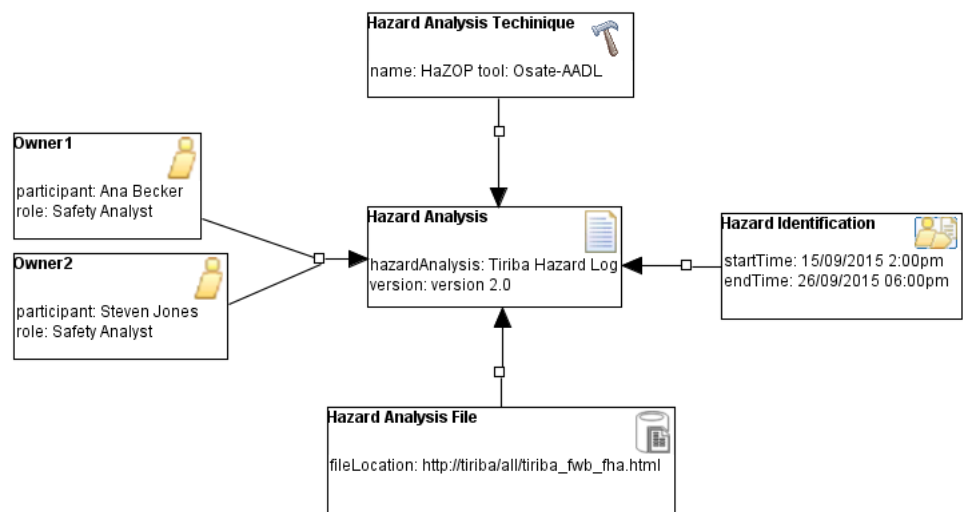 Hazard Analysis Techinique
name: HaZOP tool: Osate-AADL
Owner1
participant: Ana Becker
role: Safety Analyst
Owner2
participant: Steven Jones
role: Safety Analyst
Hazard Analysis
hazardAnalysis: Tiriba Hazard Log
version: version 2.0
Hazard Identification
startTime: 15/09/2015 2:00pm
endTime: 26/09/2015 06:00pm
Hazard Analysis File
fileLocation: http://tiriba/all/tiriba_fwb_fha.html